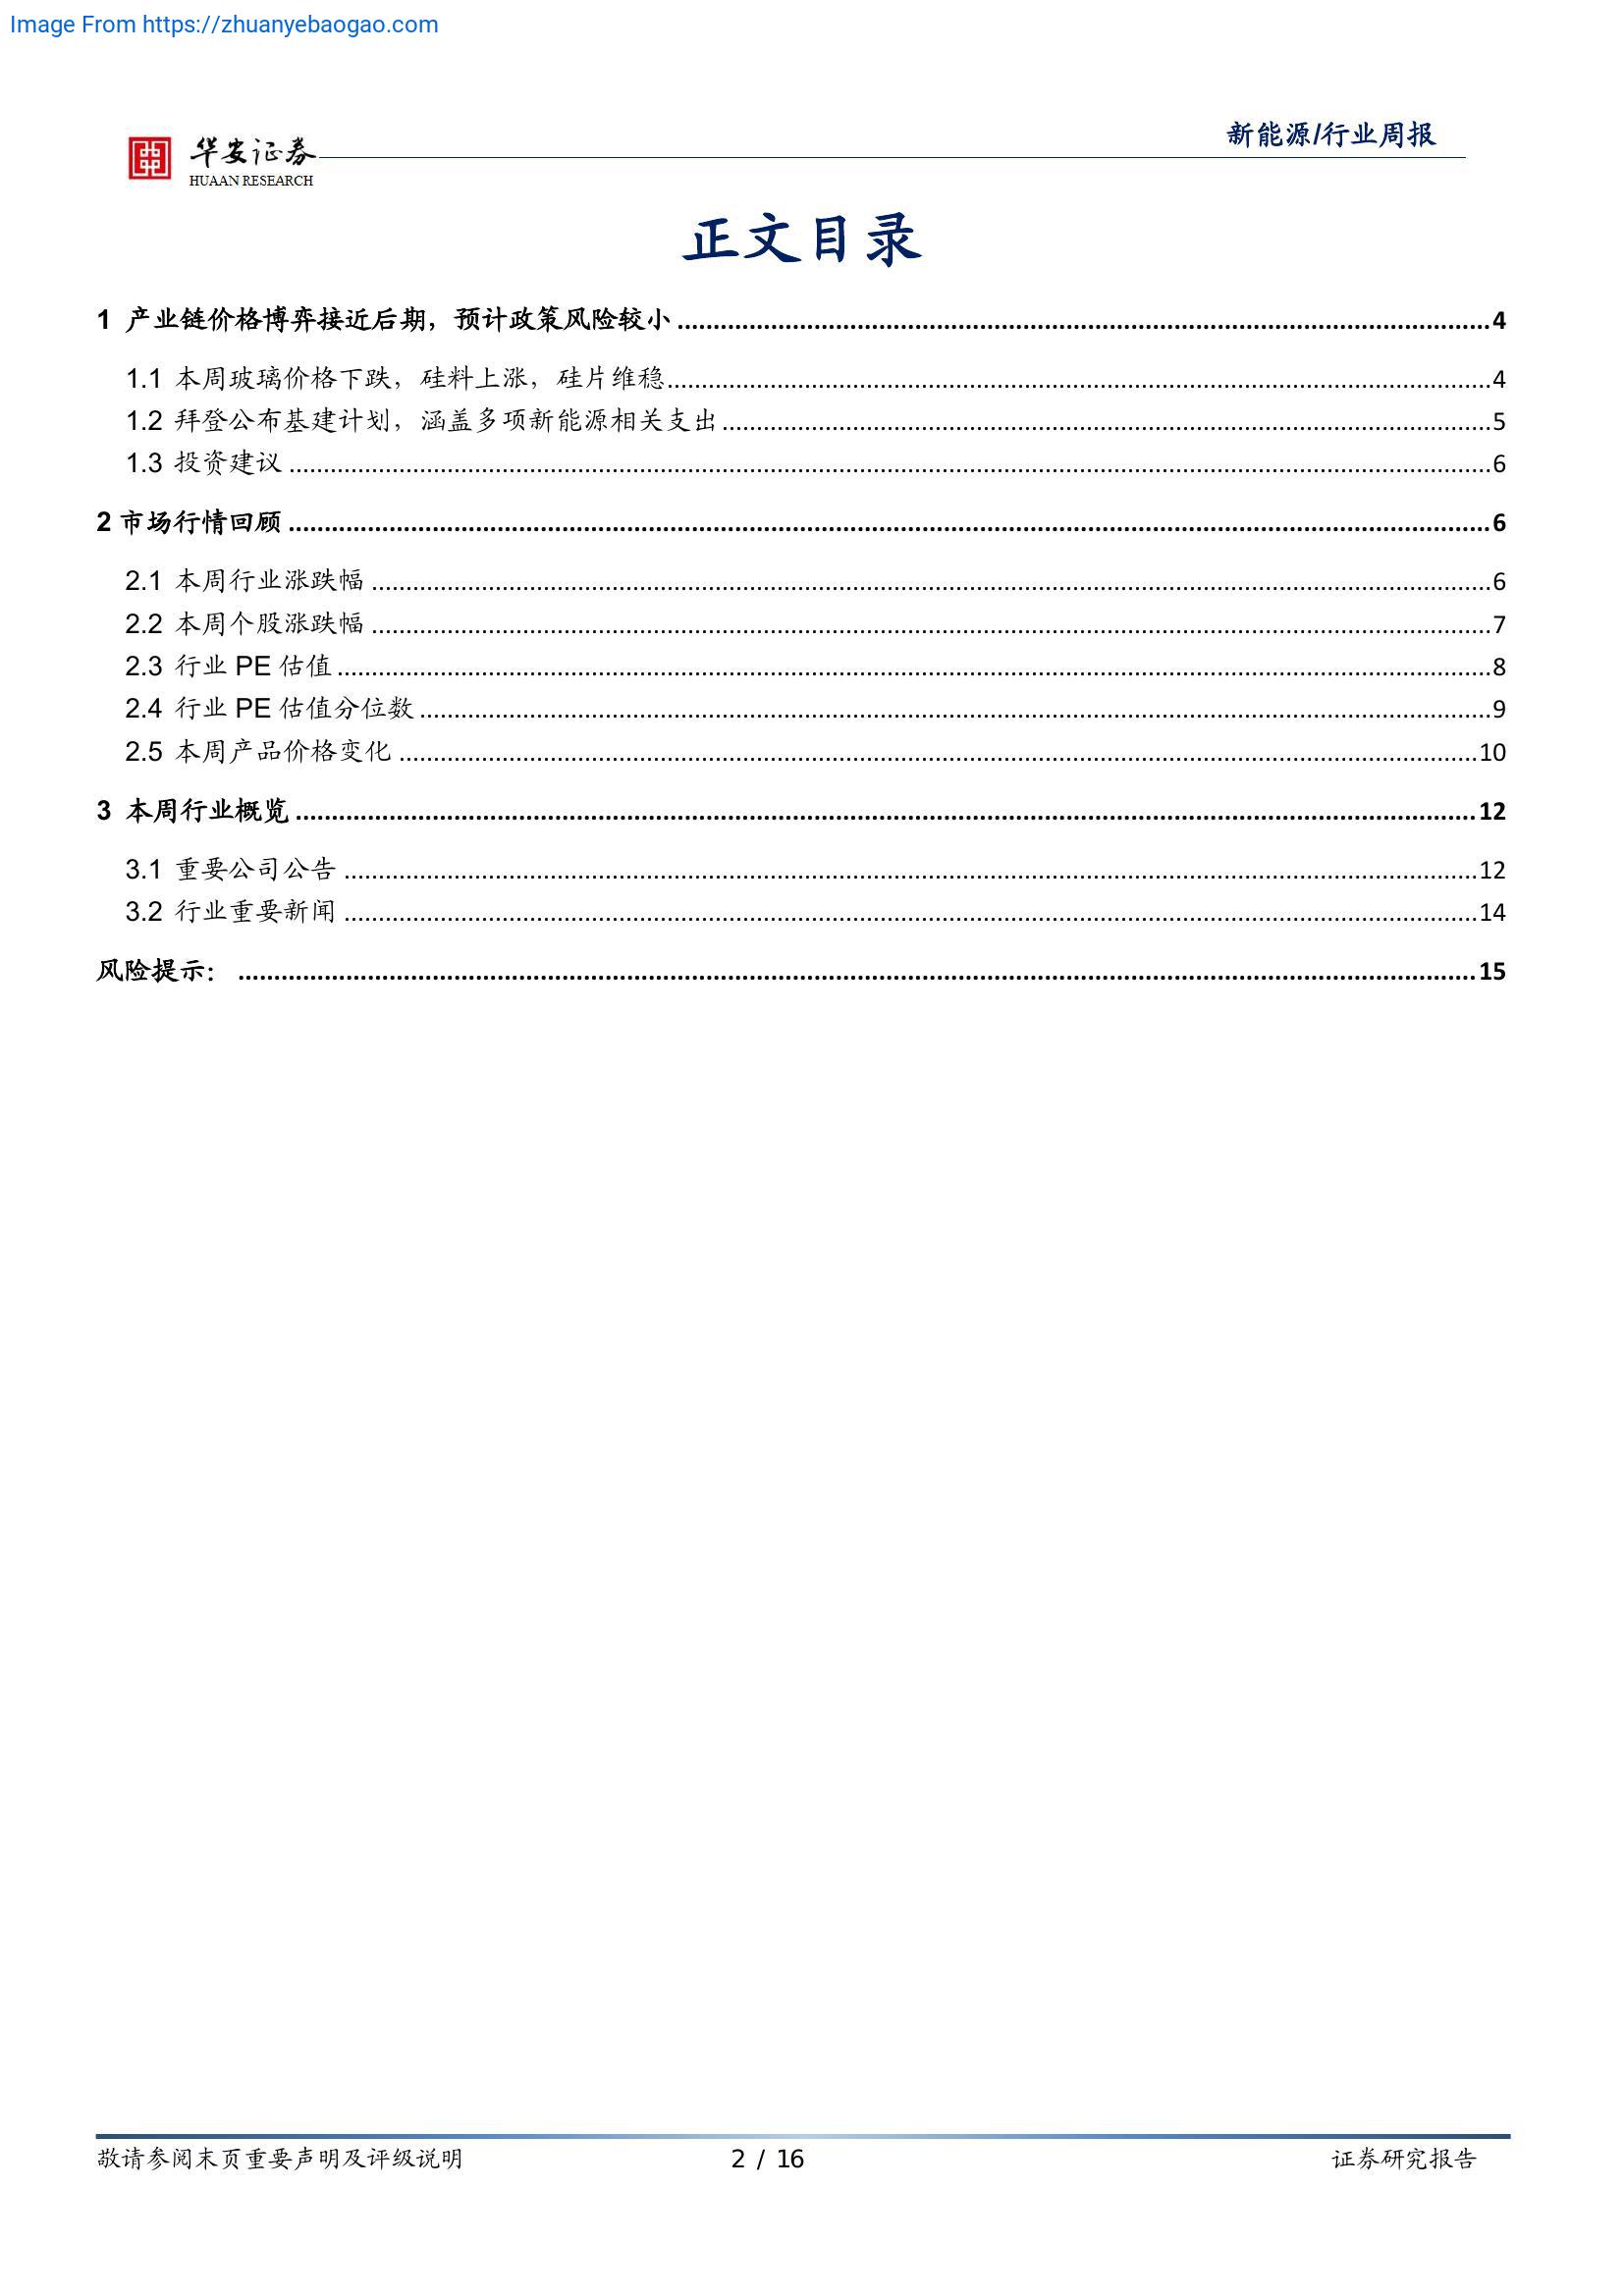 Image From https://zhuanyebaogao.com
新能源/行业周报
华安证券
HUAAN RESEARCH
正文目录
1 产业链价格博弈接近后期，预计政策风险较小 4
1.1 本周玻璃价格下跌，硅料上涨，硅片维稳 4
1.2 拜登公布基建计划，涵盖多项新能源相关支出 5
1.3 投资建议 6
2 市场行情回顾 6
2.1 本周行业涨跌幅 6
2.2 本周个股涨跌幅 7
2.3 行业 PE 估值 8
2.4 行业 PE 估值分位数 9
2.5 本周产品价格变化 10
3 本周行业概览 12
3.1 重要公司公告 12
3.2 行业重要新闻 14
风险提示： 15
敬请参阅末页重要声明及评级说明 2 / 16 证券研究报告